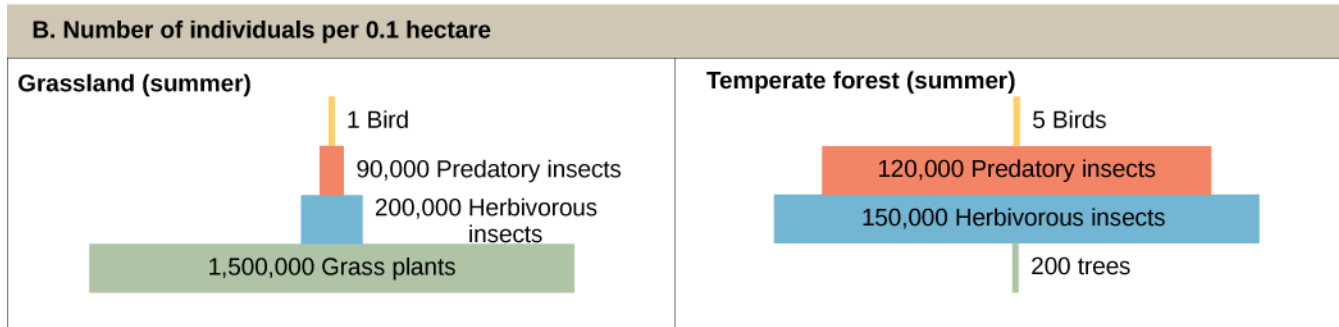 B. Number of individuals per 0.1 hectare
Grassland (summer)
1 Bird
90,000 Predatory insects
200,000 Herbivorous
insects
1,500,000 Grass plants
Temperate forest (summer)
5 Birds
120,000 Predatory insects
150,000 Herbivorous insects
200 trees